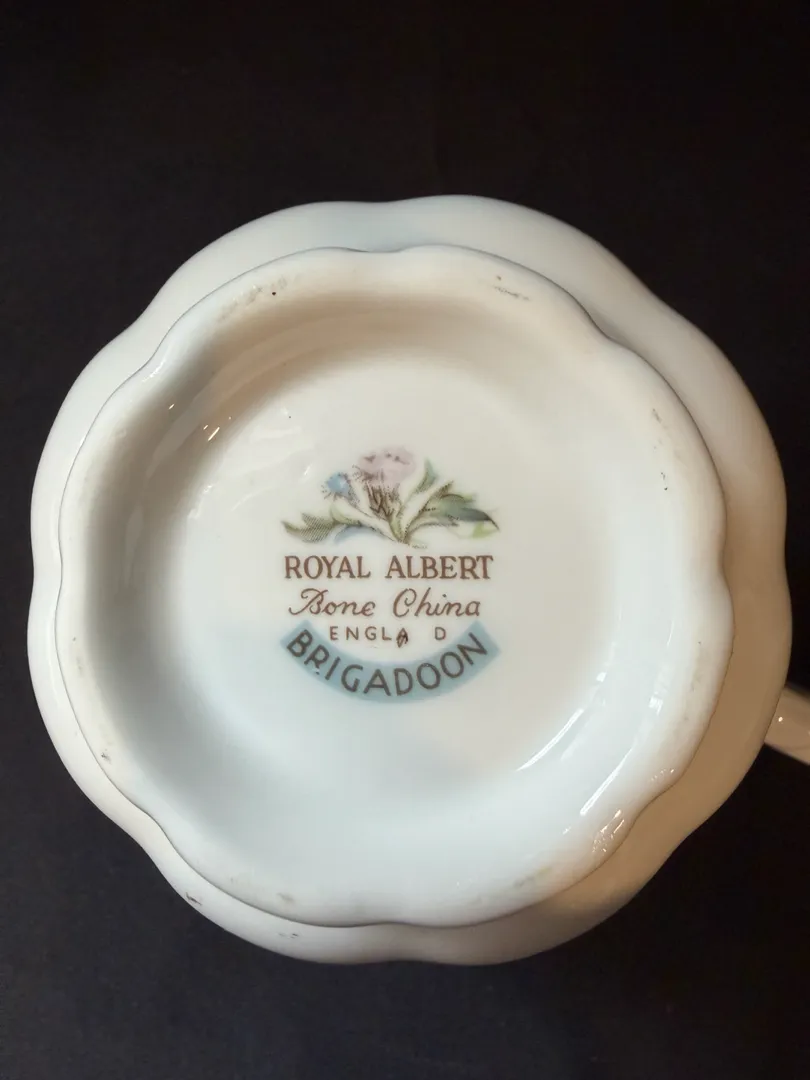 ROYAL ALBERT
Bone China
ENGLA D
BRIGADOON